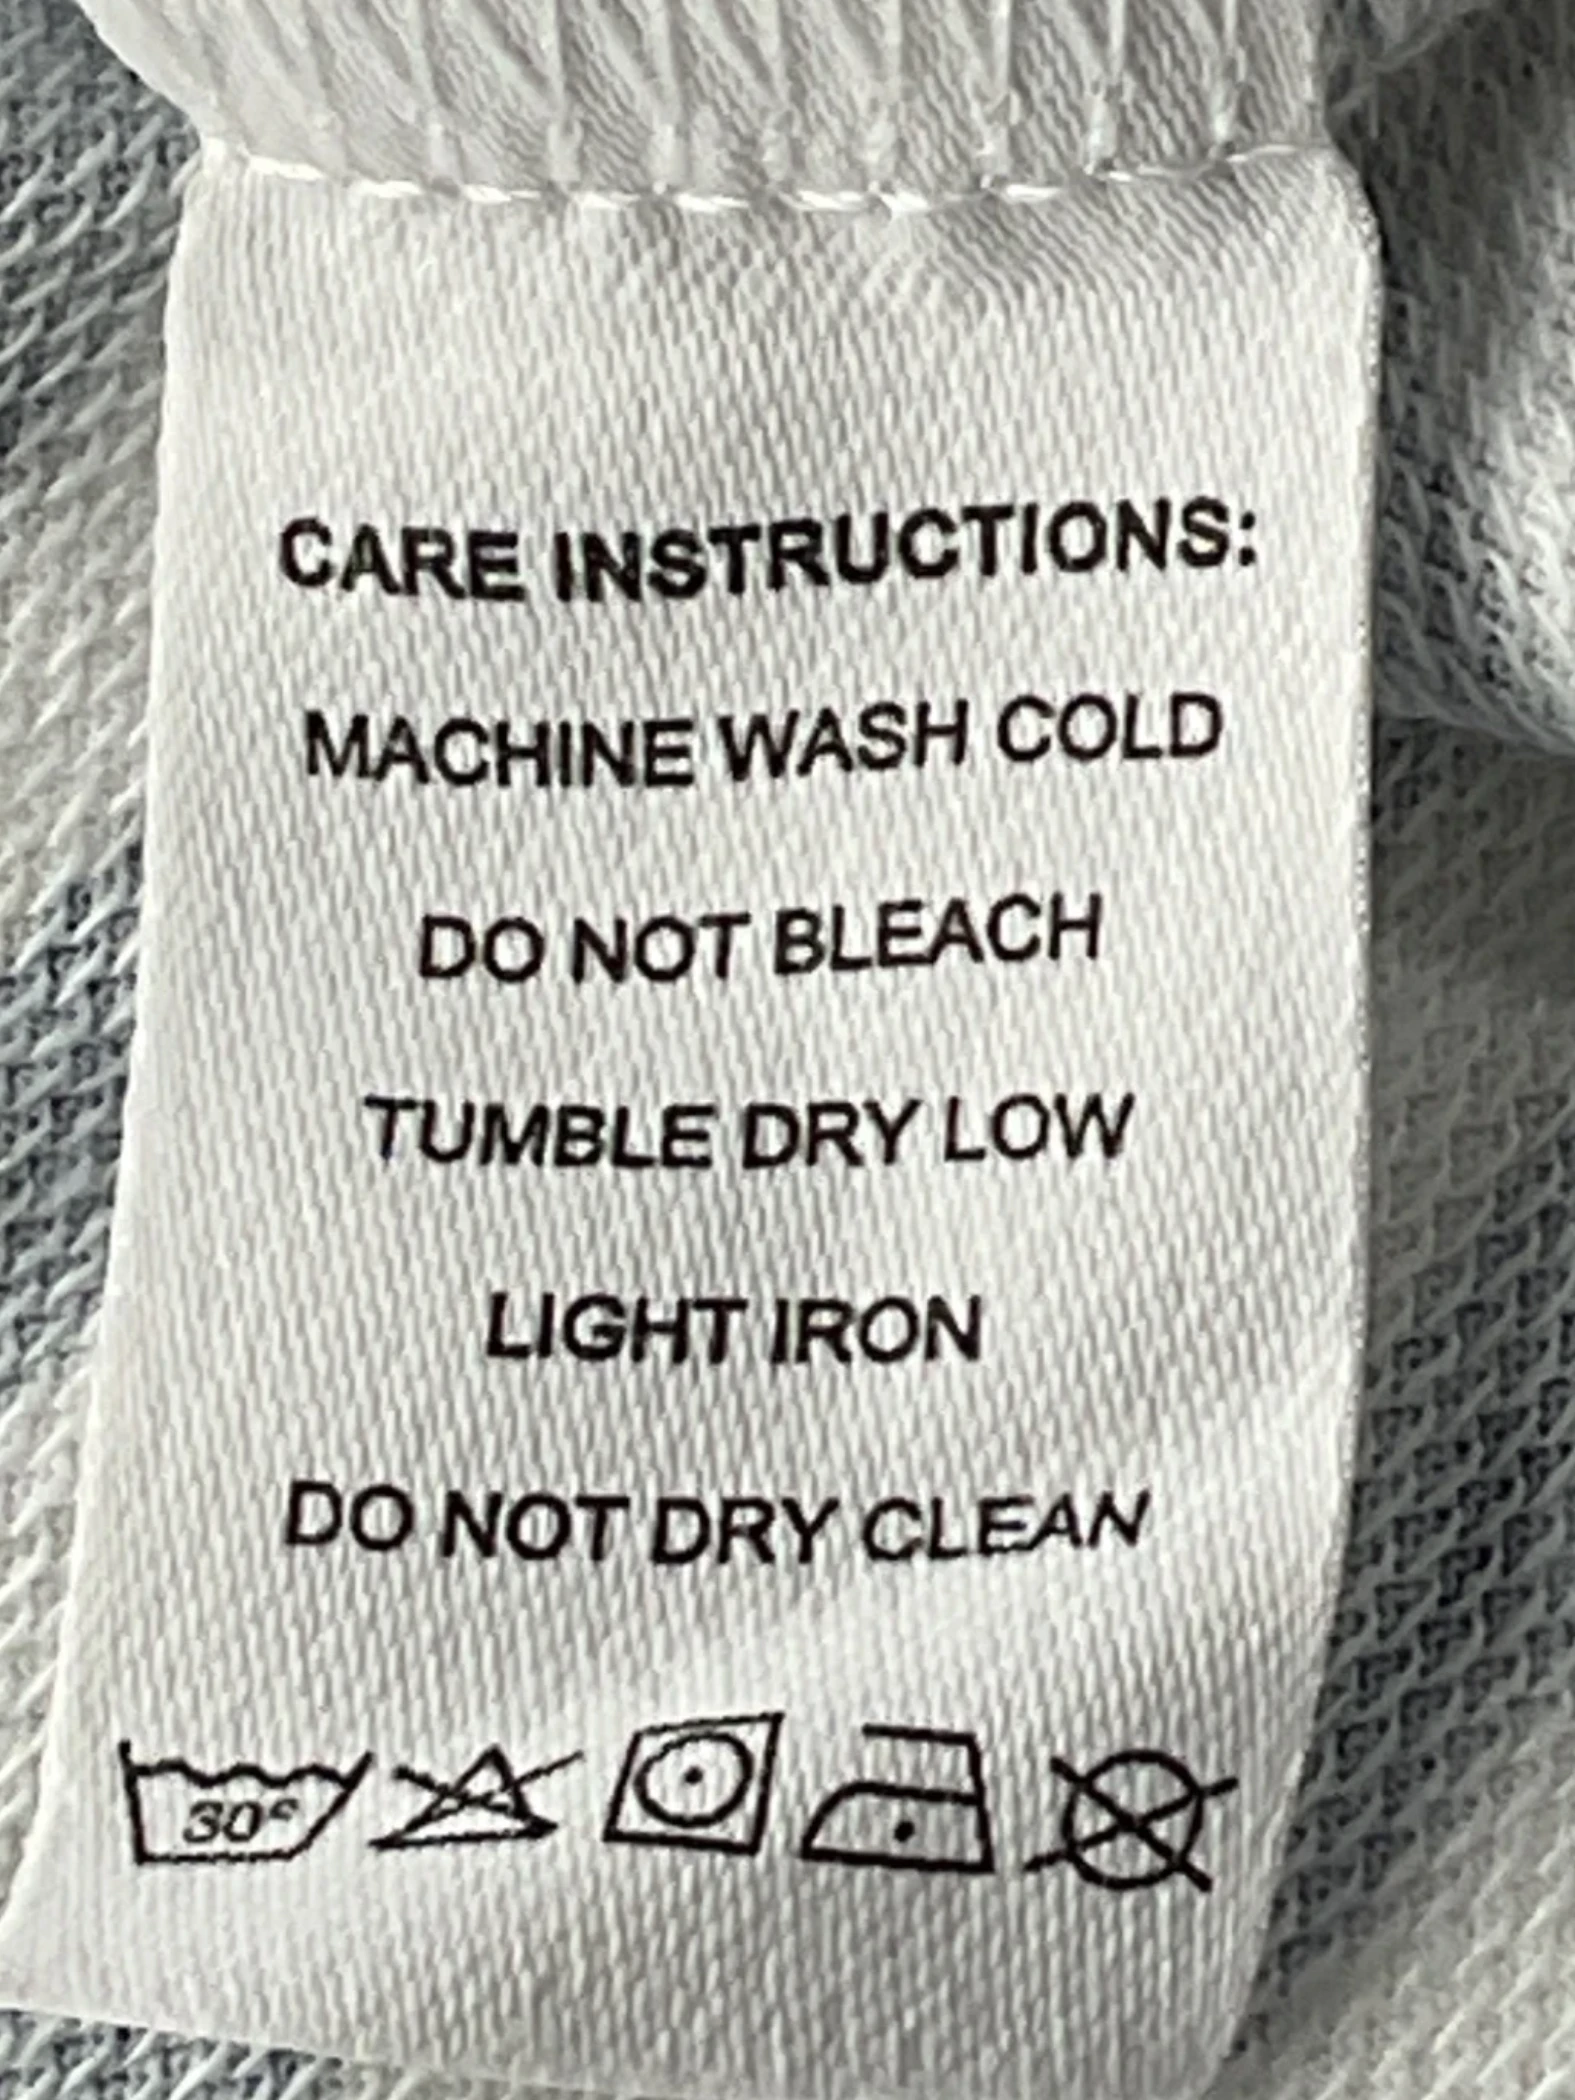 CARE INSTRUCTIONS:
MACHINE WASH COLD
DO NOT BLEACH
TUMBLE DRY LOW
LIGHT IRON
DO NOT DRY CLEAN
30°